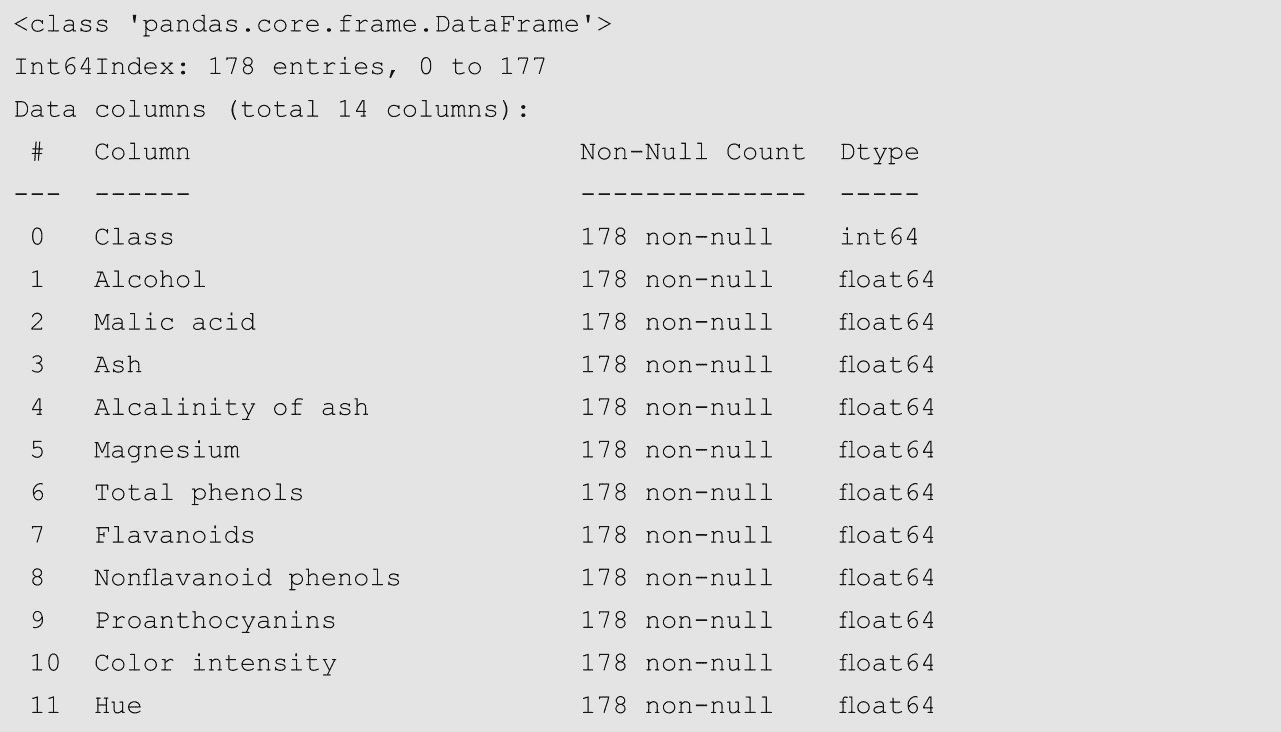 <class 'pandas.core.frame.DataFrame'>
Int64Index: 178 entries, 0 to 177
Data columns (total 14 columns):
 #   Column                        Non-Null Count  Dtype
---  ------                        --------------  -----
 0   Class                         178 non-null    int64
 1   Alcohol                       178 non-null    float64
 2   Malic acid                    178 non-null    float64
 3   Ash                           178 non-null    float64
 4   Alcalinity of ash             178 non-null    float64
 5   Magnesium                     178 non-null    float64
 6   Total phenols                 178 non-null    float64
 7   Flavanoids                    178 non-null    float64
 8   Nonflavanoid phenols          178 non-null    float64
 9   Proanthocyanins               178 non-null    float64
 10  Color intensity               178 non-null    float64
 11  Hue                           178 non-null    float64